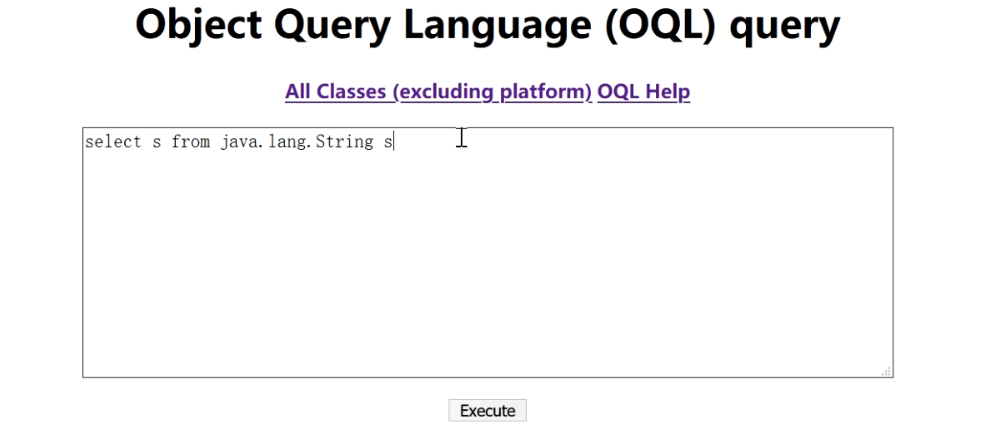 Object Query Language (OQL) query
All Classes (excluding platform) OQL Help
select s from java.lang.String s
Execute